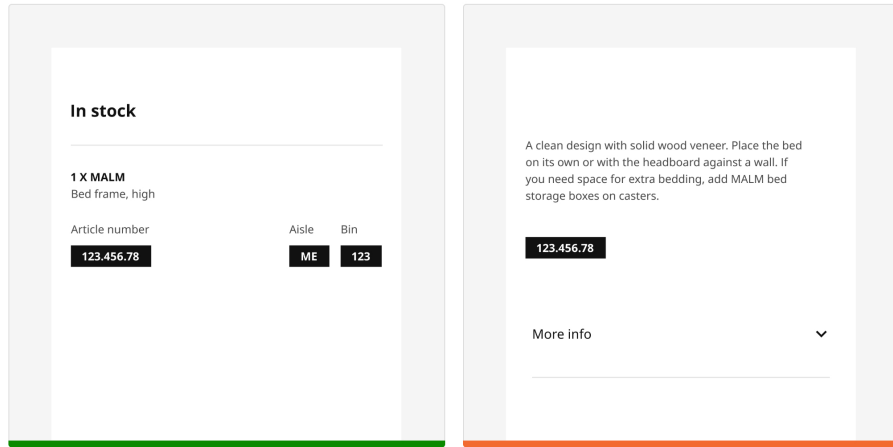 In stock
1 X MALM
Bed frame, high
Article number Aisle Bin
123.456.78 ME 123
A clean design with solid wood veneer. Place the bed
on its own or with the headboard against a wall. If
you need space for extra bedding, add MALM bed
storage boxes on casters.
123.456.78
More info